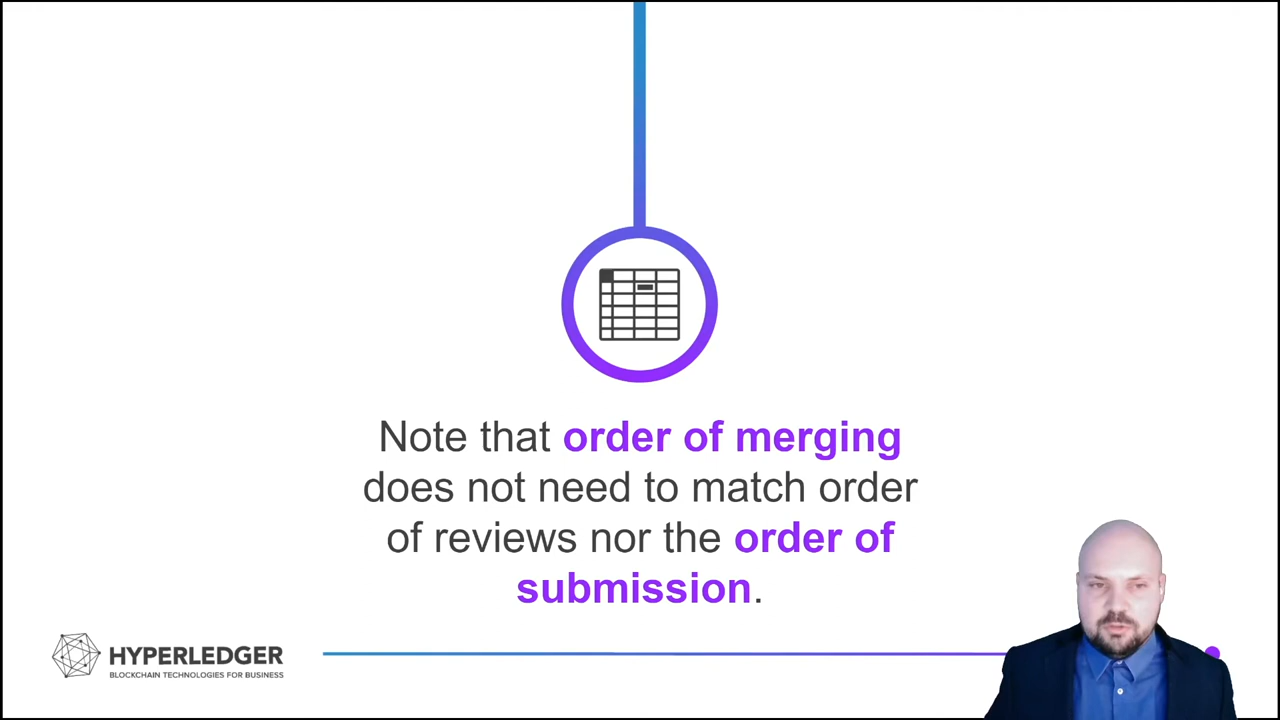 Note that order of merging
does not need to match order
of reviews nor the order of
submission.
HYPERLEDGER
BLOCKCHAIN TECHNOLOGIES FOR BUSINESS